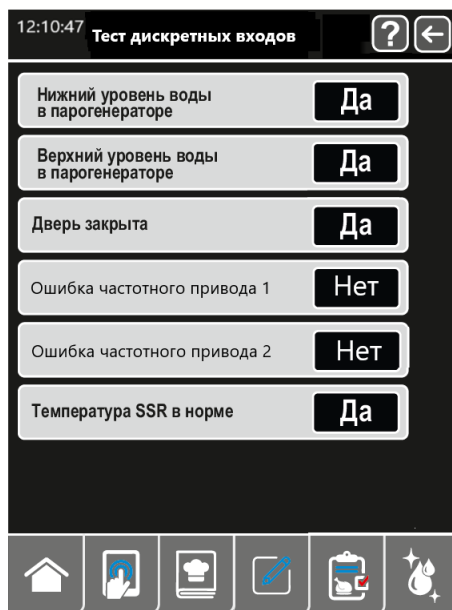 12:10:47
Тест дискретных входов
?
Нижний уровень воды
в парогенераторе
Да
Верхний уровень воды
в парогенераторе
Да
Дверь закрыта
Да
Ошибка частотного привода 1
Нет
Ошибка частотного привода 2
Нет
Температура SSR в норме
Да